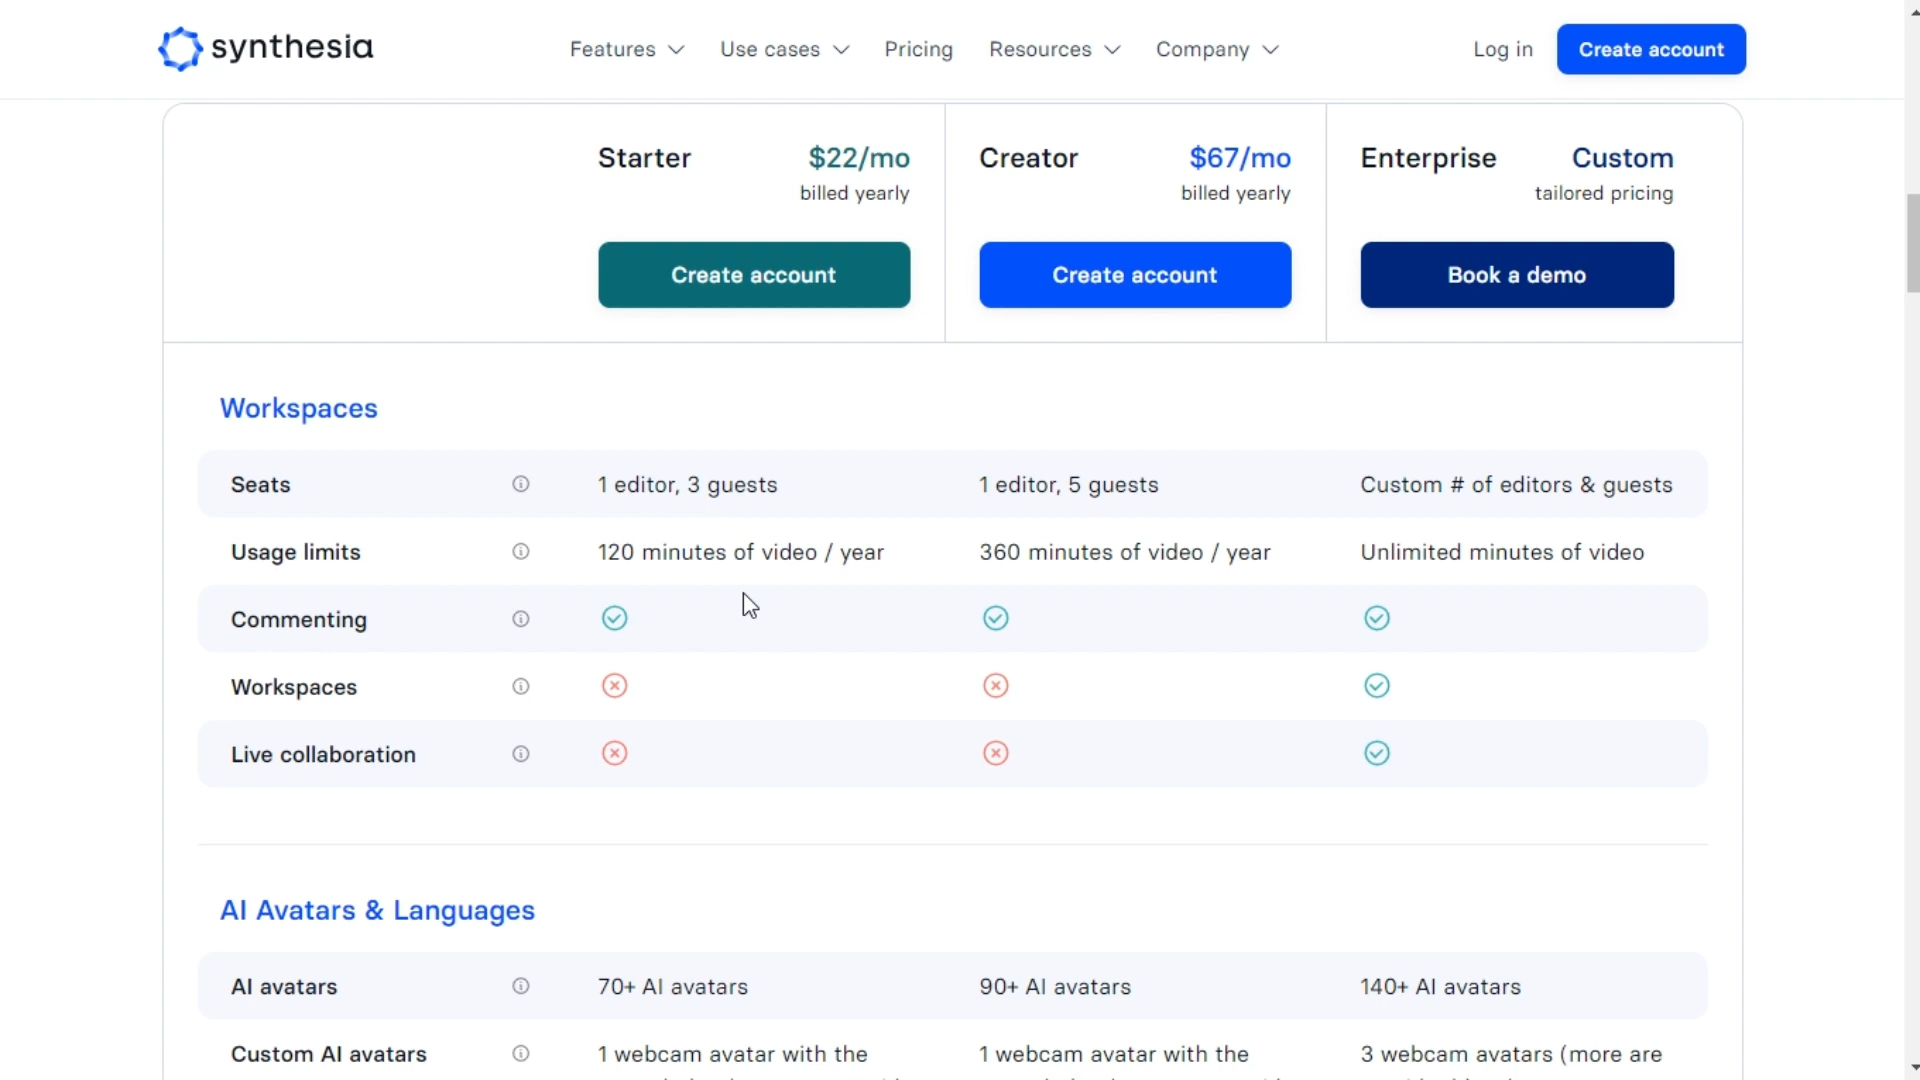 synthesia
Features Use cases Pricing Resources Company Log in Create account
Starter $22/mo Creator $67/mo Enterprise Custom
billed yearly billed yearly tailored pricing
Create account Create account Book a demo
Workspaces
Seats 1 editor, 3 guests 1 editor, 5 guests Custom # of editors & guests
Usage limits 120 minutes of video / year 360 minutes of video / year Unlimited minutes of video
Commenting
Workspaces
Live collaboration
AI Avatars & Languages
AI avatars 70+ AI avatars 90+ AI avatars 140+ AI avatars
Custom AI avatars 1 webcam avatar with the 1 webcam avatar with the 3 webcam avatars (more are